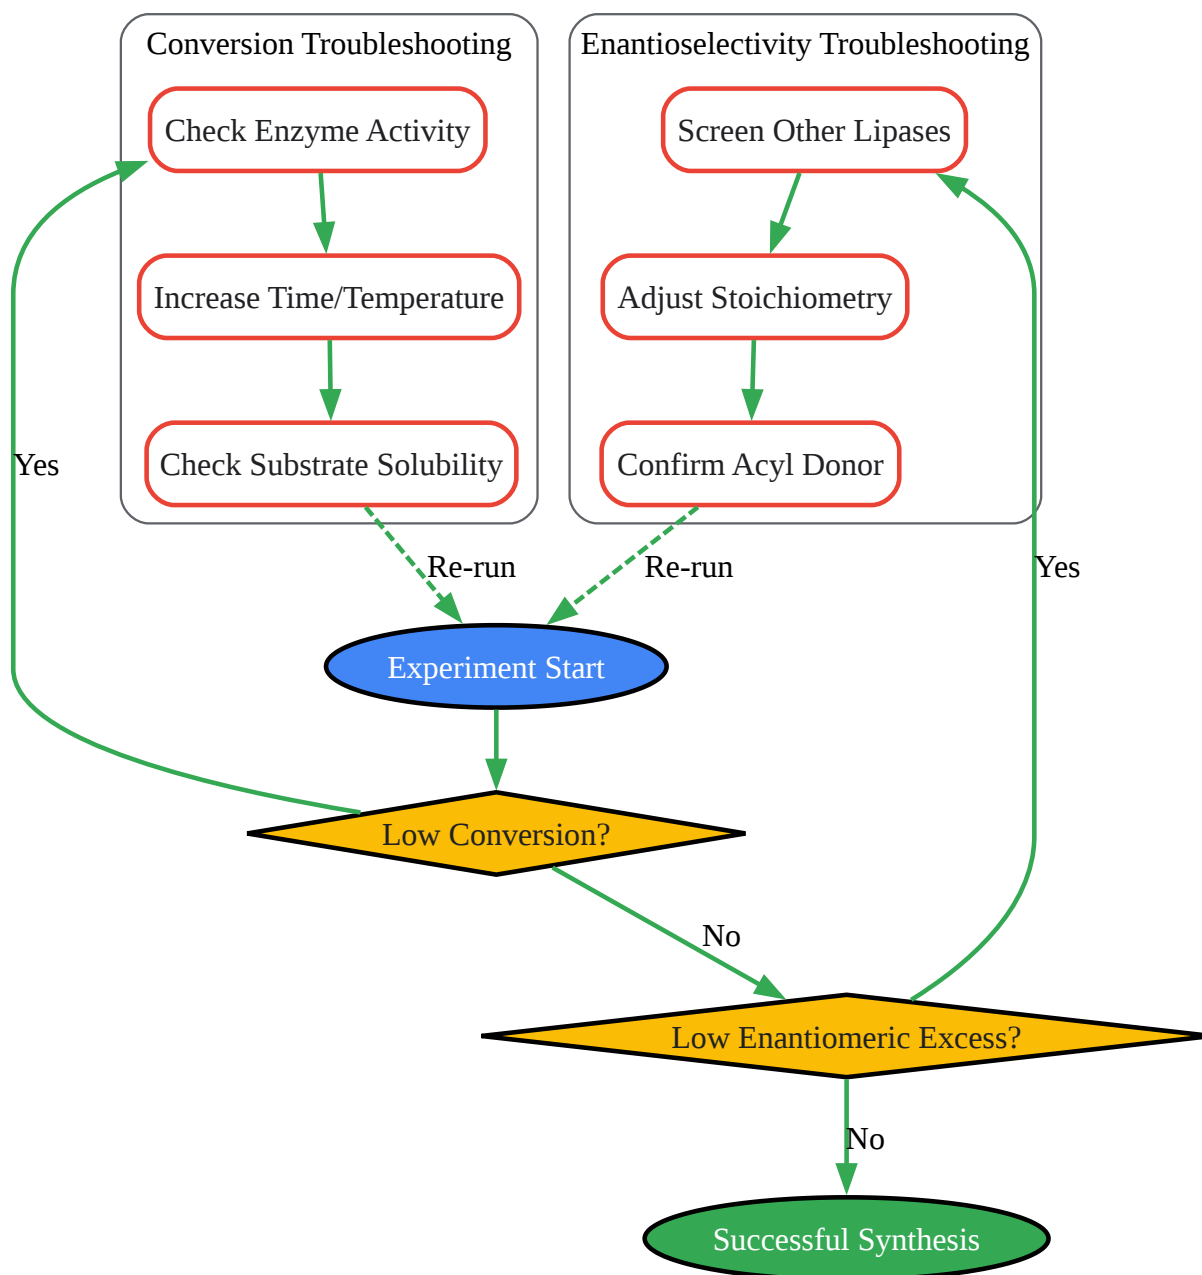 Conversion Troubleshooting
Enantioselectivity Troubleshooting
Check Enzyme Activity
Screen Other Lipases
Increase Time/Temperature
Adjust Stoichiometry
Yes
Check Substrate Solubility
Confirm Acyl Donor
Re-run
Re-run
Yes
Experiment Start
Low Conversion?
No
Low Enantiomeric Excess?
No
Successful Synthesis